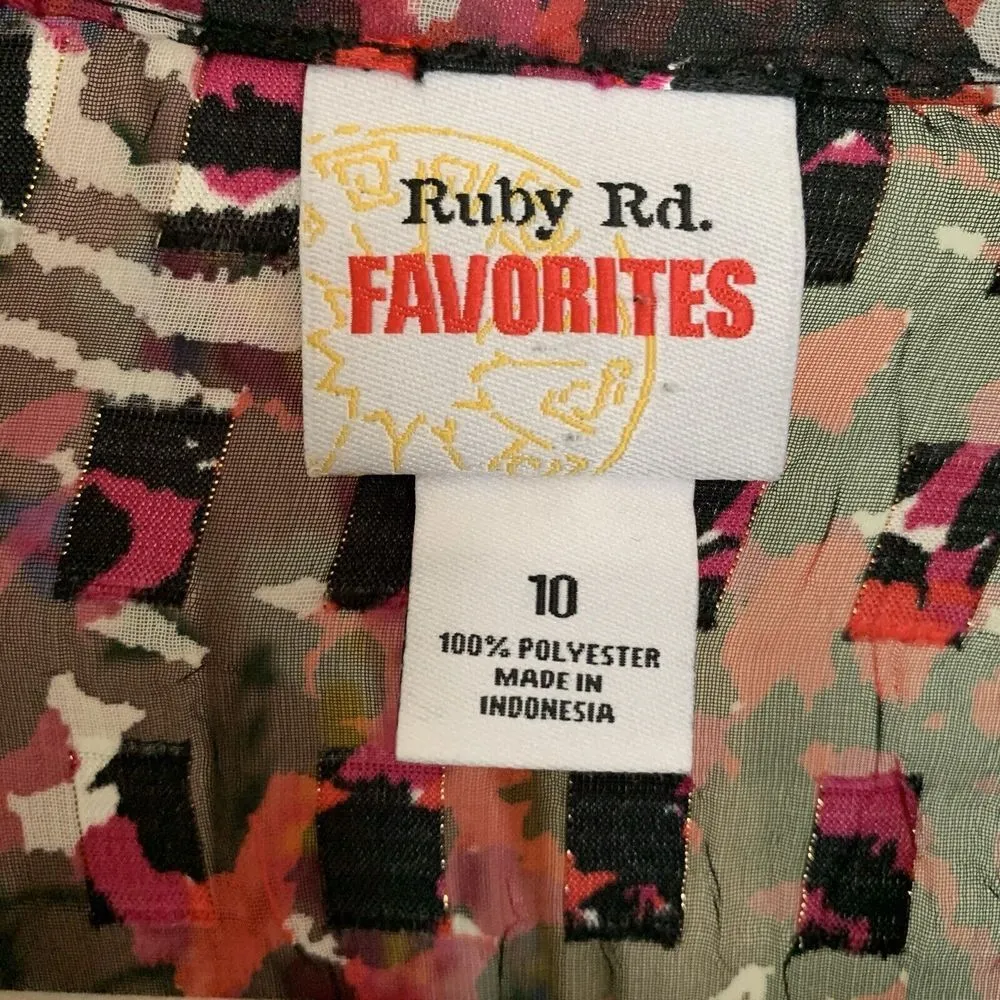 Ruby Rd.
FAVORITES
10
100% POLYESTER
MADE IN
INDONESIA